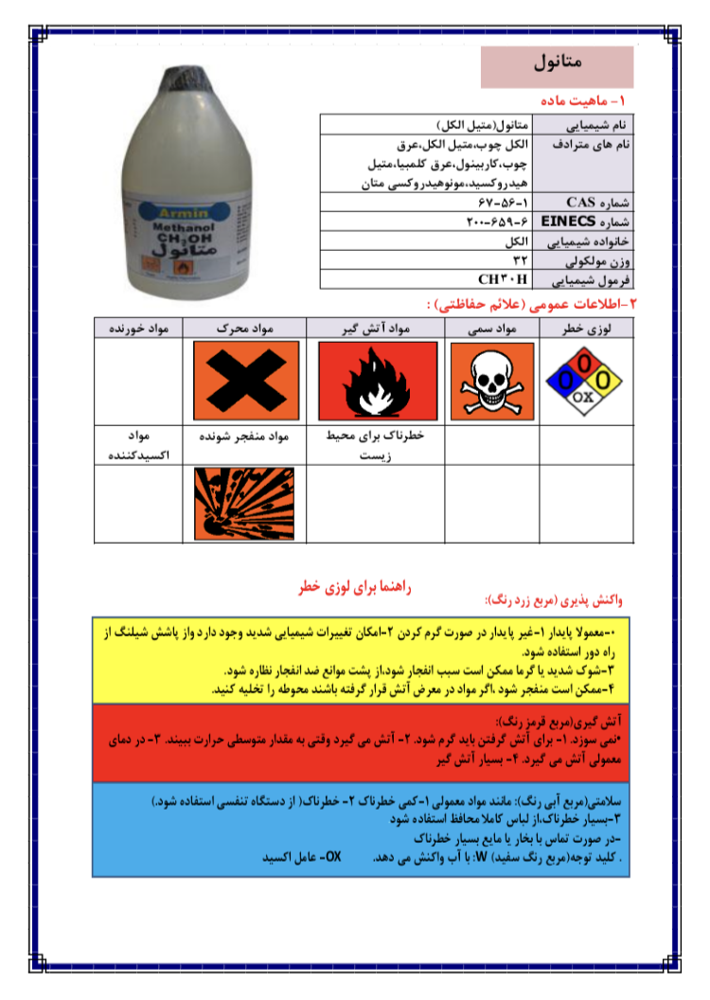 متانول
۱- ماهیت ماده
نام شیمیایی متانول(متیل الکل)
نام های مترادف الکل چوب،متیل الکل،عرق
چوب،کاربینول،عرق کلمبیا،متیل
هیدروکسید،مونوهیدروکسی متان
شماره CAS ۶۷-۵۶-۱
شماره EINECS ۲۰۰-۶۵۹-۶
خانواده شیمیایی الکل
وزن مولکولی ۳۲
فرمول شیمیایی CH۳۰H
Armin
Methanol
CH₃OH
متانول
۲-اطلاعات عمومی (علائم حفاظتی) :
لوزی خطر مواد سمی مواد آتش گیر مواد محرک مواد خورنده
0
0 0
OX
خطرناک برای محیط زیست مواد منفجر شونده مواد اکسیدکننده
راهنما برای لوزی خطر
واکنش پذیری (مربع زرد رنگ):
۰-معمولا پایدار ۱-غیر پایدار در صورت گرم کردن ۲-امکان تغییرات شیمیایی شدید وجود دارد واز پاشش شیلنگ از
راه دور استفاده شود.
۳-شوک شدید یا گرما ممکن است سبب انفجار شود،از پشت موانع ضد انفجار نظاره شود.
۴-ممکن است منفجر شود ،اگر مواد در معرض آتش قرار گرفته باشند محوطه را تخلیه کنید.
آتش گیری(مربع قرمز رنگ):
۰نمی سوزد. ۱- برای آتش گرفتن باید گرم شود. ۲- آتش می گیرد وقتی به مقدار متوسطی حرارت ببیند. ۳- در دمای
معمولی آتش می گیرد. ۴- بسیار آتش گیر
سلامتی(مربع آبی رنگ): مانند مواد معمولی ۱-کمی خطرناک ۲- خطرناک( از دستگاه تنفسی استفاده شود.)
۳-بسیار خطرناک،از لباس کاملا محافظ استفاده شود
-در صورت تماس با بخار یا مایع بسیار خطرناک
. کلید توجه(مربع رنگ سفید) W: با آب واکنش می دهد. OX- عامل اکسید